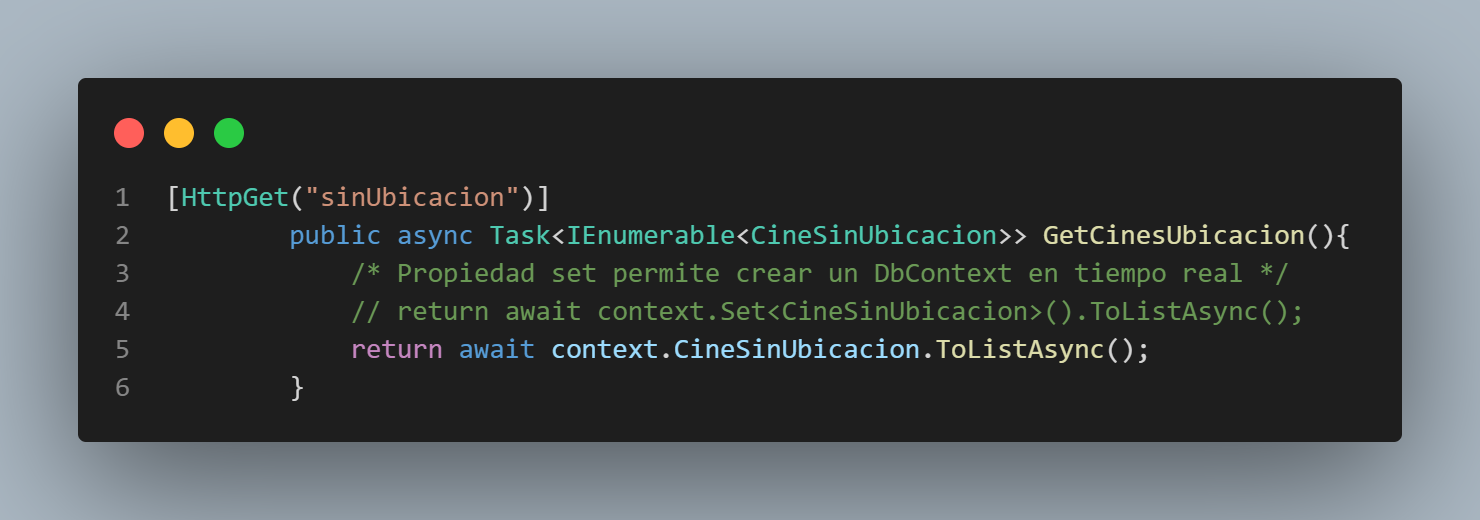 1 [HttpGet("sinUbicacion")]
2 public async Task<IEnumerable<CineSinUbicacion>> GetCinesUbicacion(){
3 /* Propiedad set permite crear un DbContext en tiempo real */
4 // return await context.Set<CineSinUbicacion>().ToListAsync();
5 return await context.CineSinUbicacion.ToListAsync();
6 }